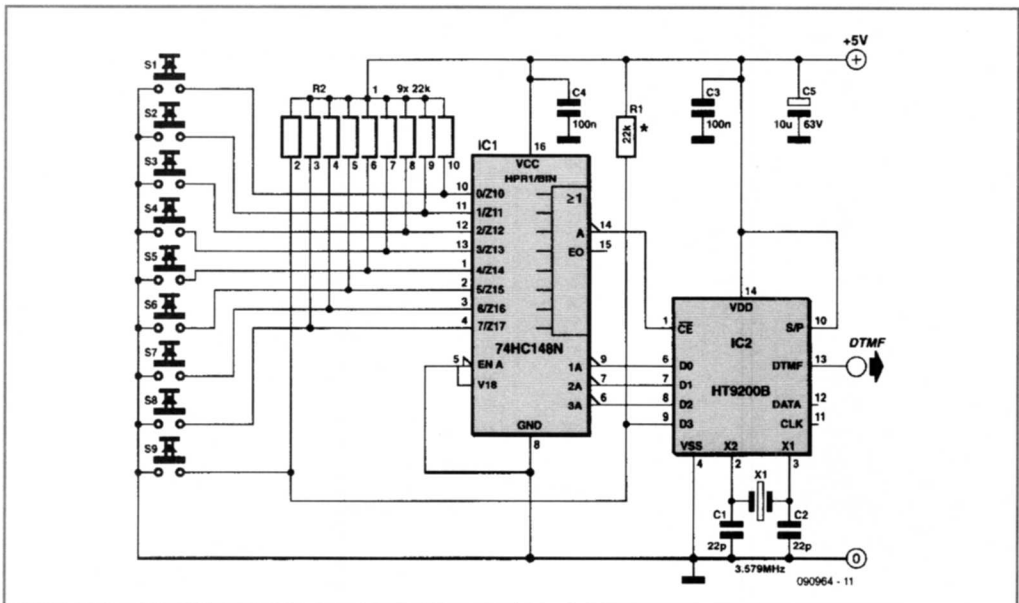 +5V
S1
S2
S3
S4
S5
S6
S7
S8
S9
R2
1
9x 22k
2
3
4
5
6
7
8
9
10
C4
100n
R1
22k
*
C3
100n
C5
10u
63V
IC1
16
VCC
HPR1/BIN
≥1
10
0/Z10
11
1/Z11
12
2/Z12
13
3/Z13
1
4/Z14
2
5/Z15
3
6/Z16
4
7/Z17
A
14
EO
15
74HC148N
5
EN A
V18
1A
9
2A
7
3A
6
GND
8
14
VDD
1
CE
S/P
10
IC2
6
D0
DTMF
13
DTMF
7
D1
HT9200B
8
D2
DATA
12
9
D3
CLK
11
VSS
X2
X1
4
2
3
X1
C1
22p
C2
22p
3.579MHz
0
090964 - 11